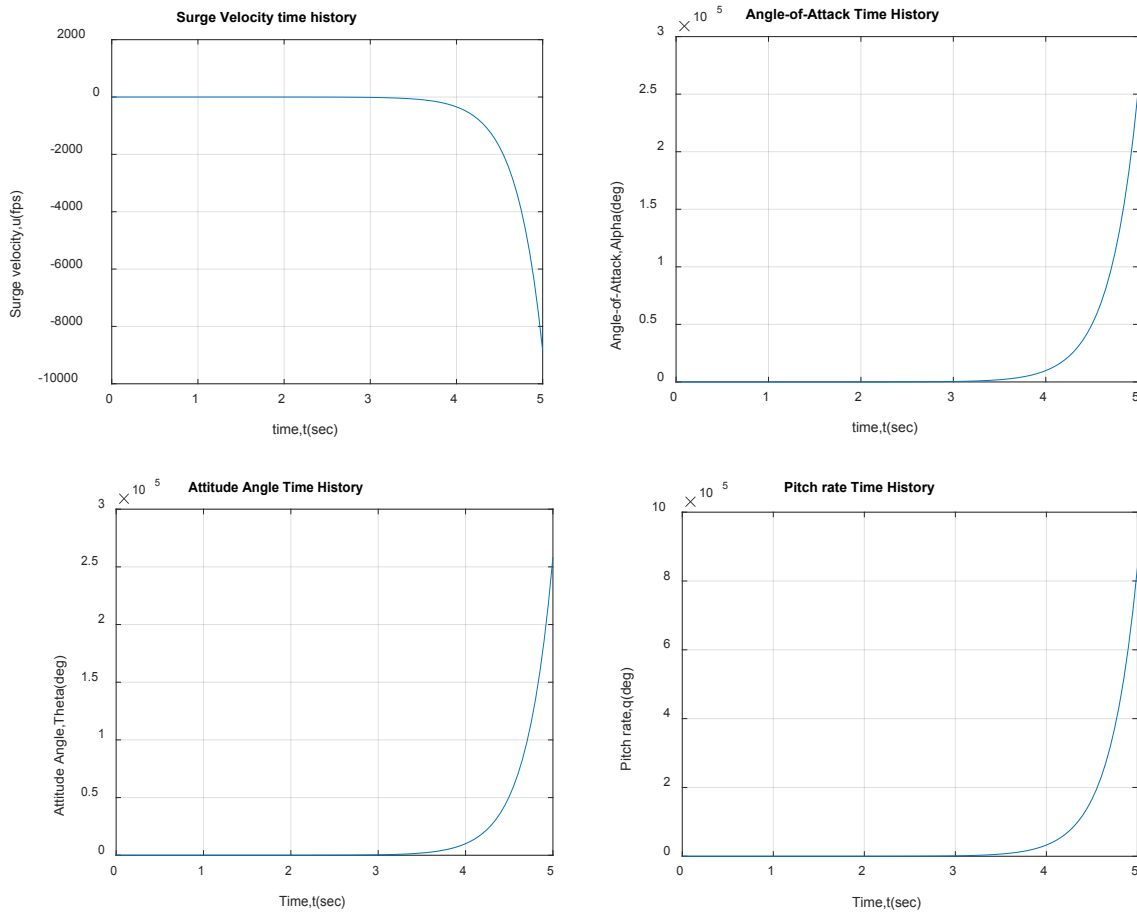 Surge Velocity time history
2000
0
-2000
-4000
-6000
-8000
-10000
Surge velocity,u(fps)
0 1 2 3 4 5
time,t(sec)
Angle-of-Attack Time History
× 10 5
3
2.5
2
1.5
1
0.5
0
Angle-of-Attack,Alpha(deg)
0 1 2 3 4 5
time,t(sec)
Attitude Angle Time History
× 10 5
3
2.5
2
1.5
1
0.5
0
Attitude Angle,Theta(deg)
0 1 2 3 4 5
Time,t(sec)
Pitch rate Time History
× 10 5
10
8
6
4
2
0
Pitch rate,q(deg)
0 1 2 3 4 5
Time,t(sec)